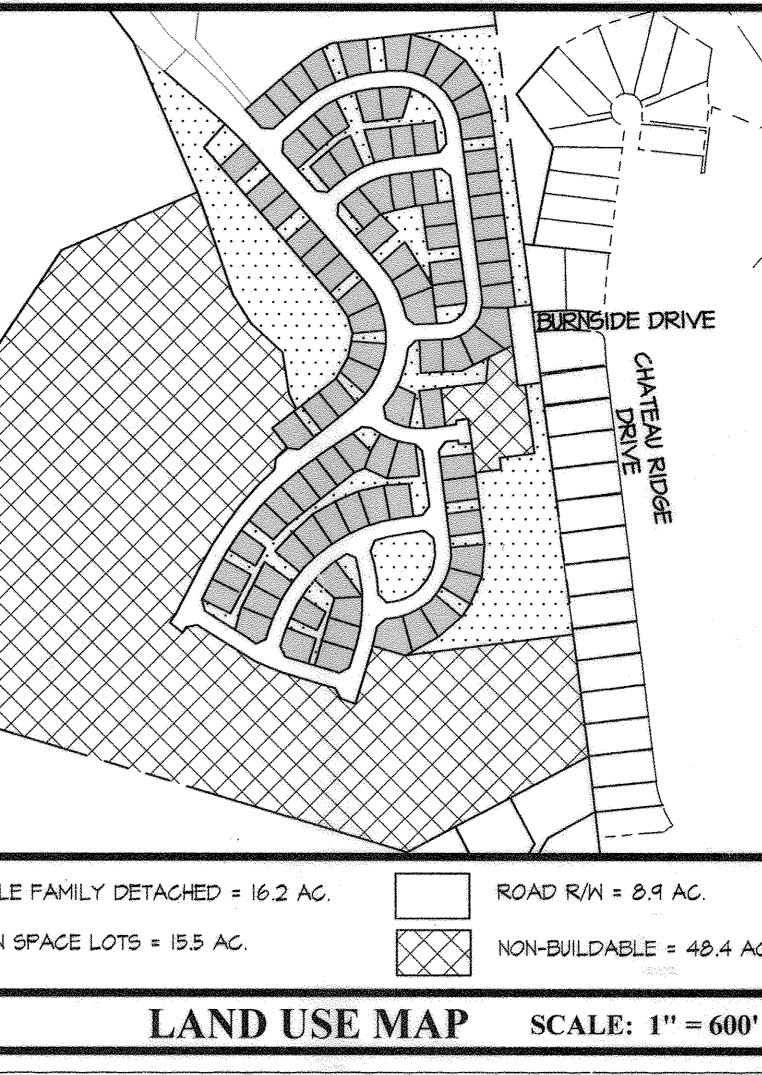 BURNSIDE DRIVE
CHATEAU RIDGE
DRIVE
LE FAMILY DETACHED = 16.2 AC.
ROAD R/W = 8.9 AC.
N SPACE LOTS = 15.5 AC.
NON-BUILDABLE = 48.4 AC
LAND USE MAP
SCALE: 1" = 600'